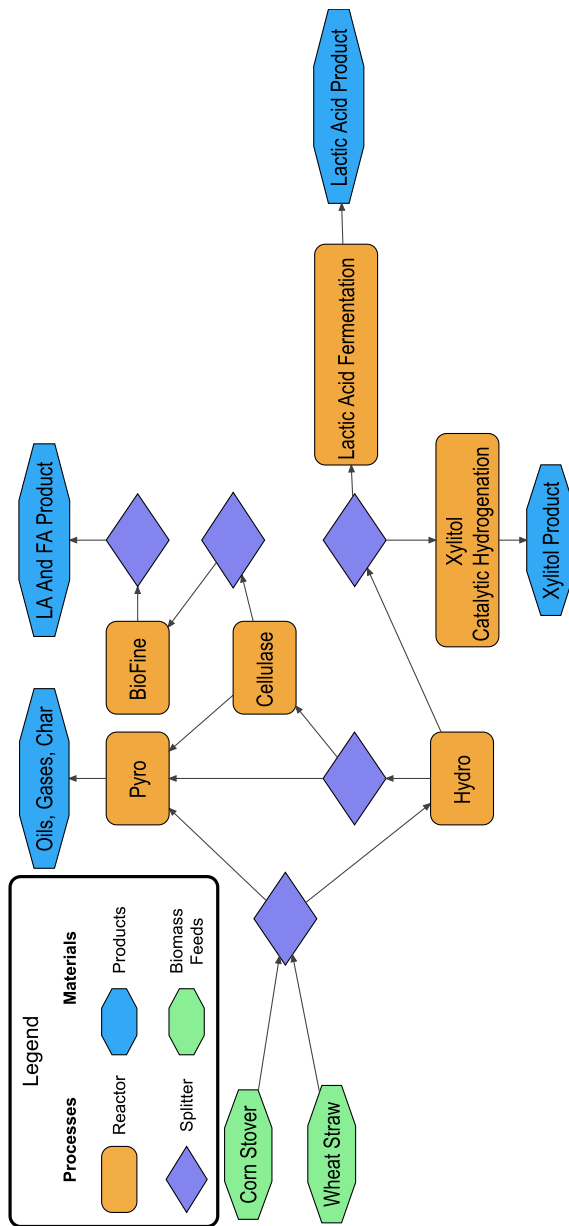 Legend
Processes
Materials
Reactor
Products
Splitter
Biomass
Feeds
Corn Stover
Wheat Straw
Oils, Gases, Char
LA And FA Product
Pyro
BioFine
Cellulase
Hydro
Lactic Acid Fermentation
Lactic Acid Product
Xylitol
Catalytic Hydrogenation
Xylitol Product